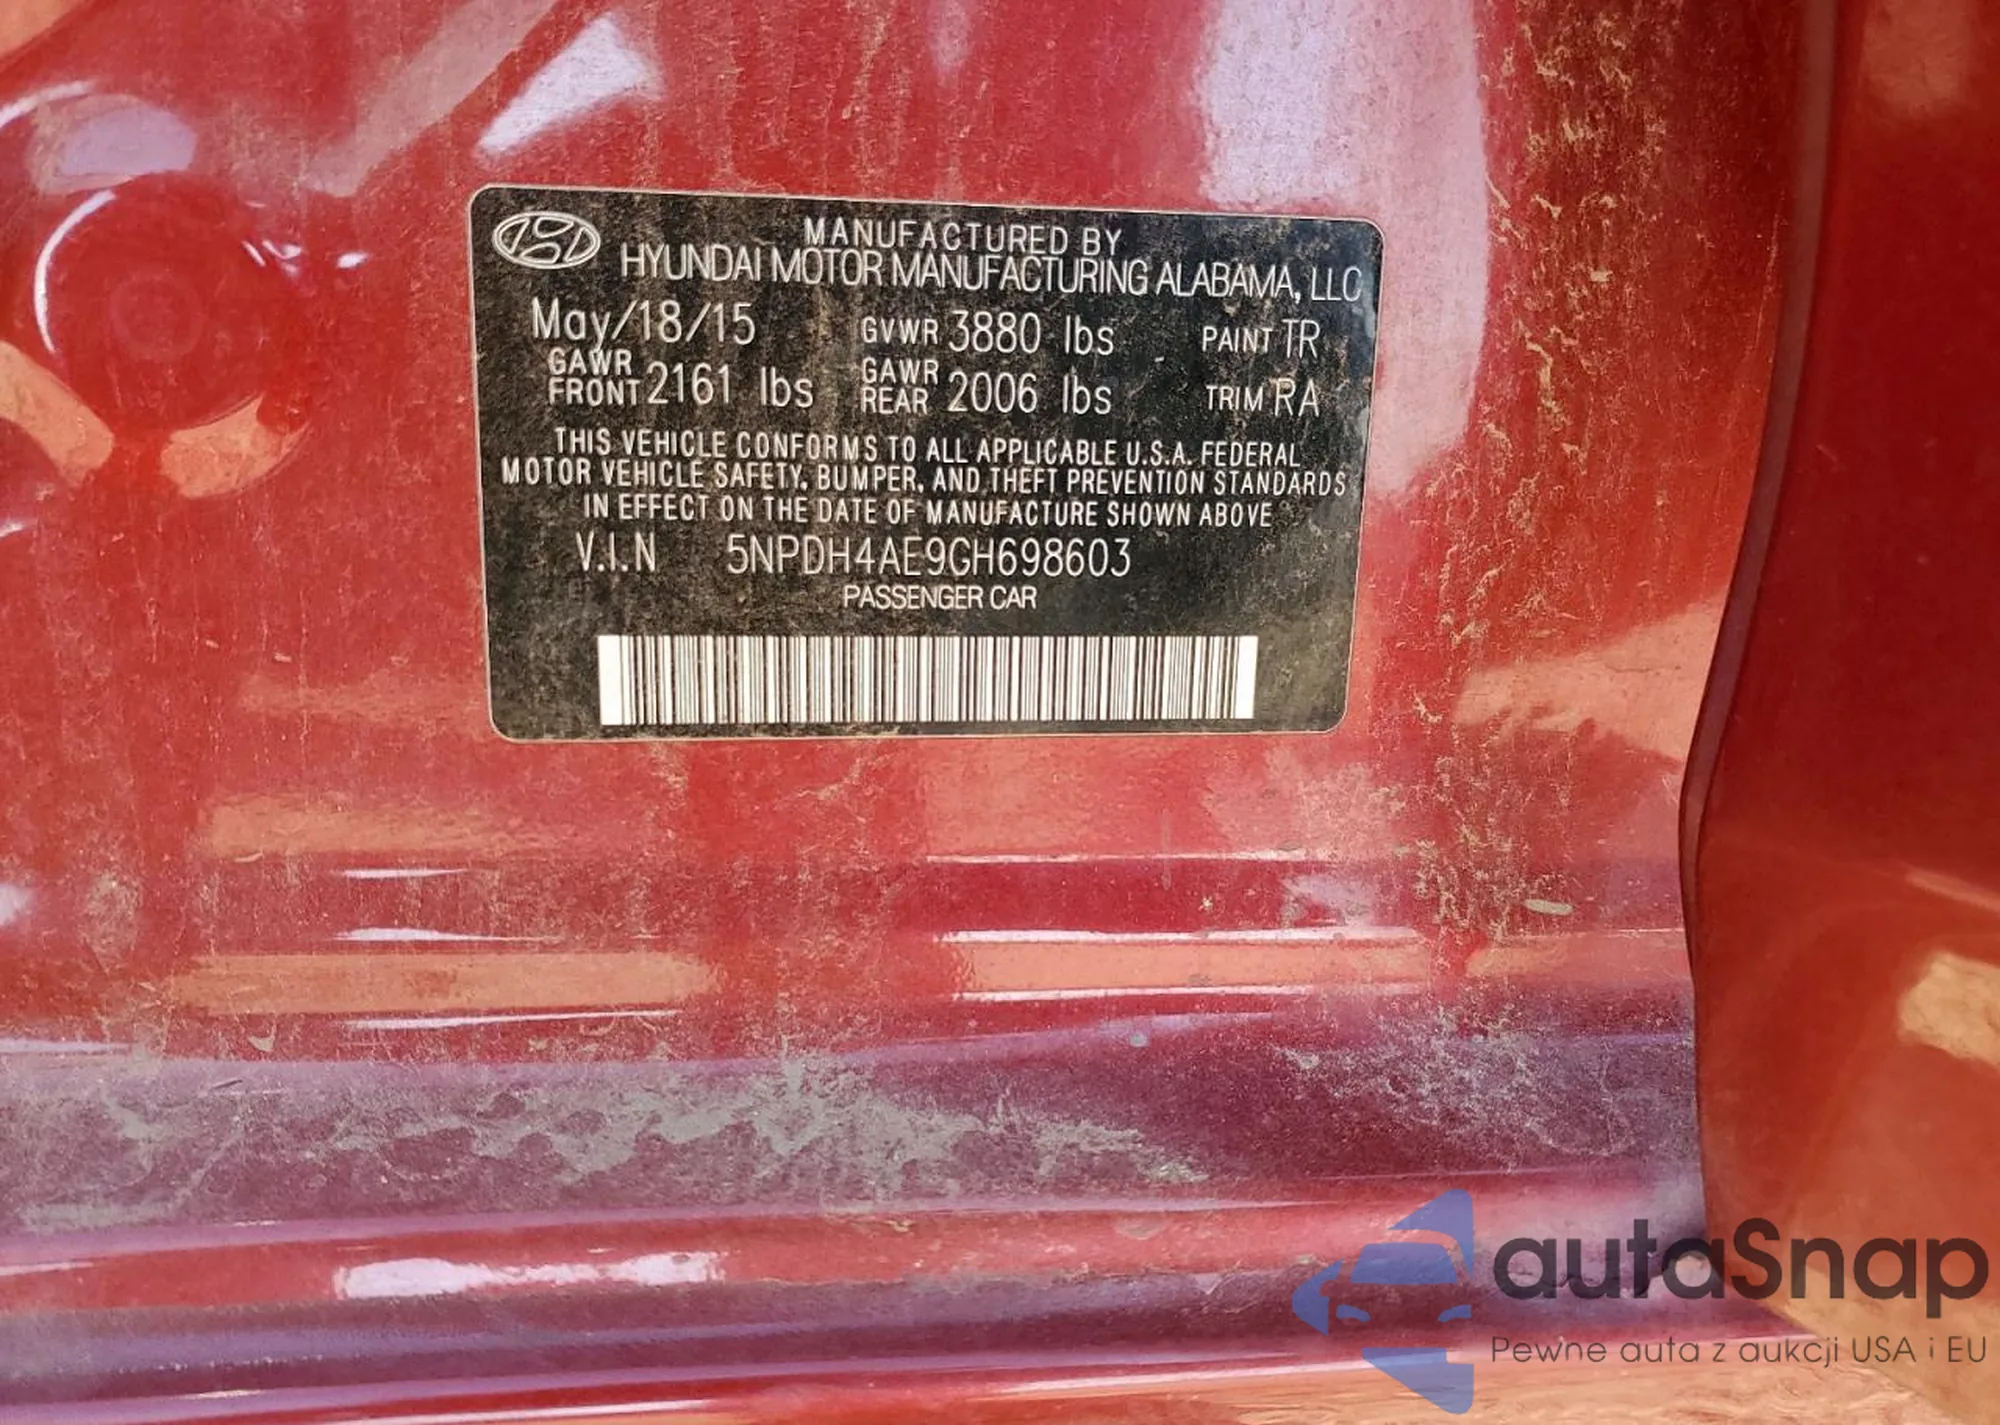 MANUFACTURED BY
HYUNDAI MOTOR MANUFACTURING ALABAMA, LLC
May/18/15 GVWR 3880 lbs PAINT TR
GAWR FRONT 2161 lbs GAWR REAR 2006 lbs TRIM RA
THIS VEHICLE CONFORMS TO ALL APPLICABLE U.S.A. FEDERAL
MOTOR VEHICLE SAFETY, BUMPER, AND THEFT PREVENTION STANDARDS
IN EFFECT ON THE DATE OF MANUFACTURE SHOWN ABOVE
V.I.N 5NPDH4AE9GH698603
PASSENGER CAR
autaSnap
Pewne auta z aukcji USA i EU